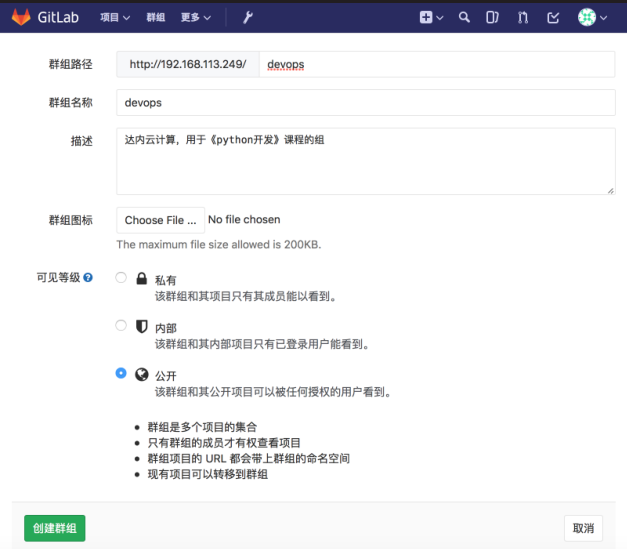 GitLab 项目 群组 更多
群组路径 http://192.168.113.249/ devops
群组名称 devops
描述 达内云计算，用于《python开发》课程的组
群组图标 Choose File ... No file chosen
The maximum file size allowed is 200KB.
可见等级 ? 私有
该群组和其项目只有其成员能以看到。
内部
该群组和其内部项目只有已登录用户能看到。
公开
该群组和其公开项目可以被任何授权的用户看到。
• 群组是多个项目的集合
• 只有群组的成员才有权查看项目
• 群组项目的 URL 都会带上群组的命名空间
• 现有项目可以转移到群组
创建群组 取消